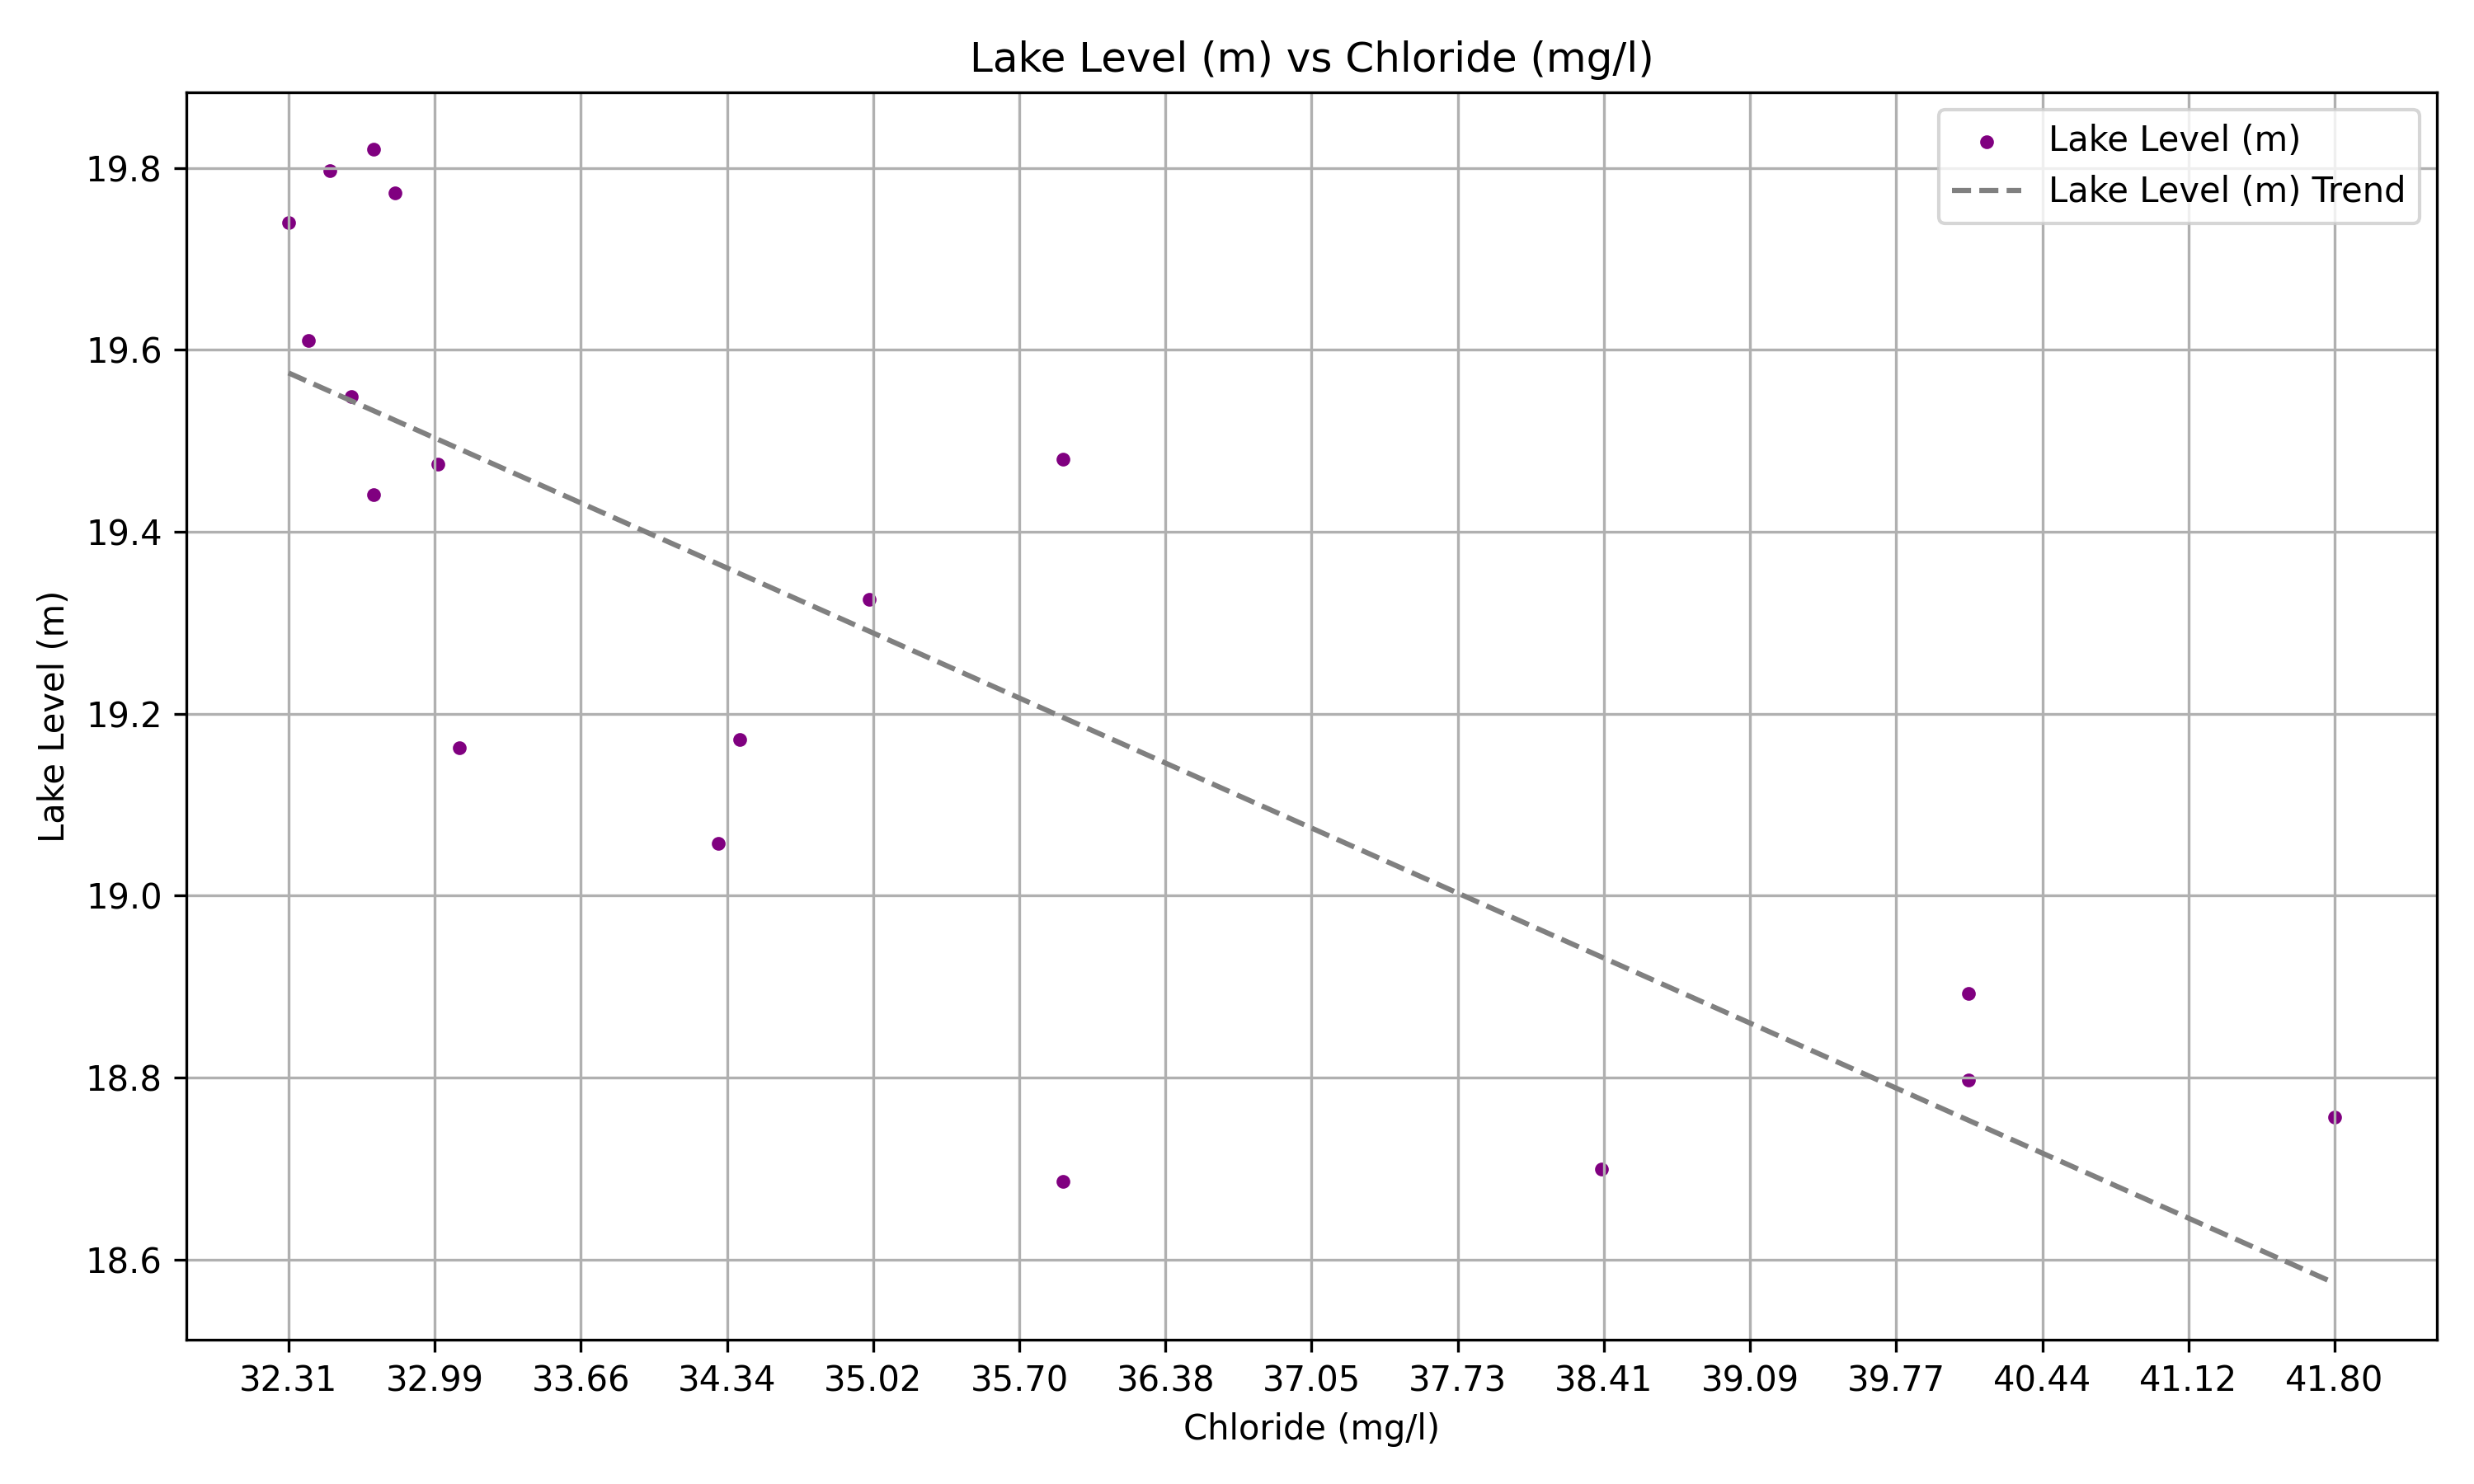 Lake Level (m) vs Chloride (mg/l)
Lake Level (m)
Lake Level (m) Trend
19.8
19.6
19.4
19.2
19.0
18.8
18.6
Lake Level (m)
32.31 32.99 33.66 34.34 35.02 35.70 36.38 37.05 37.73 38.41 39.09 39.77 40.44 41.12 41.80
Chloride (mg/l)